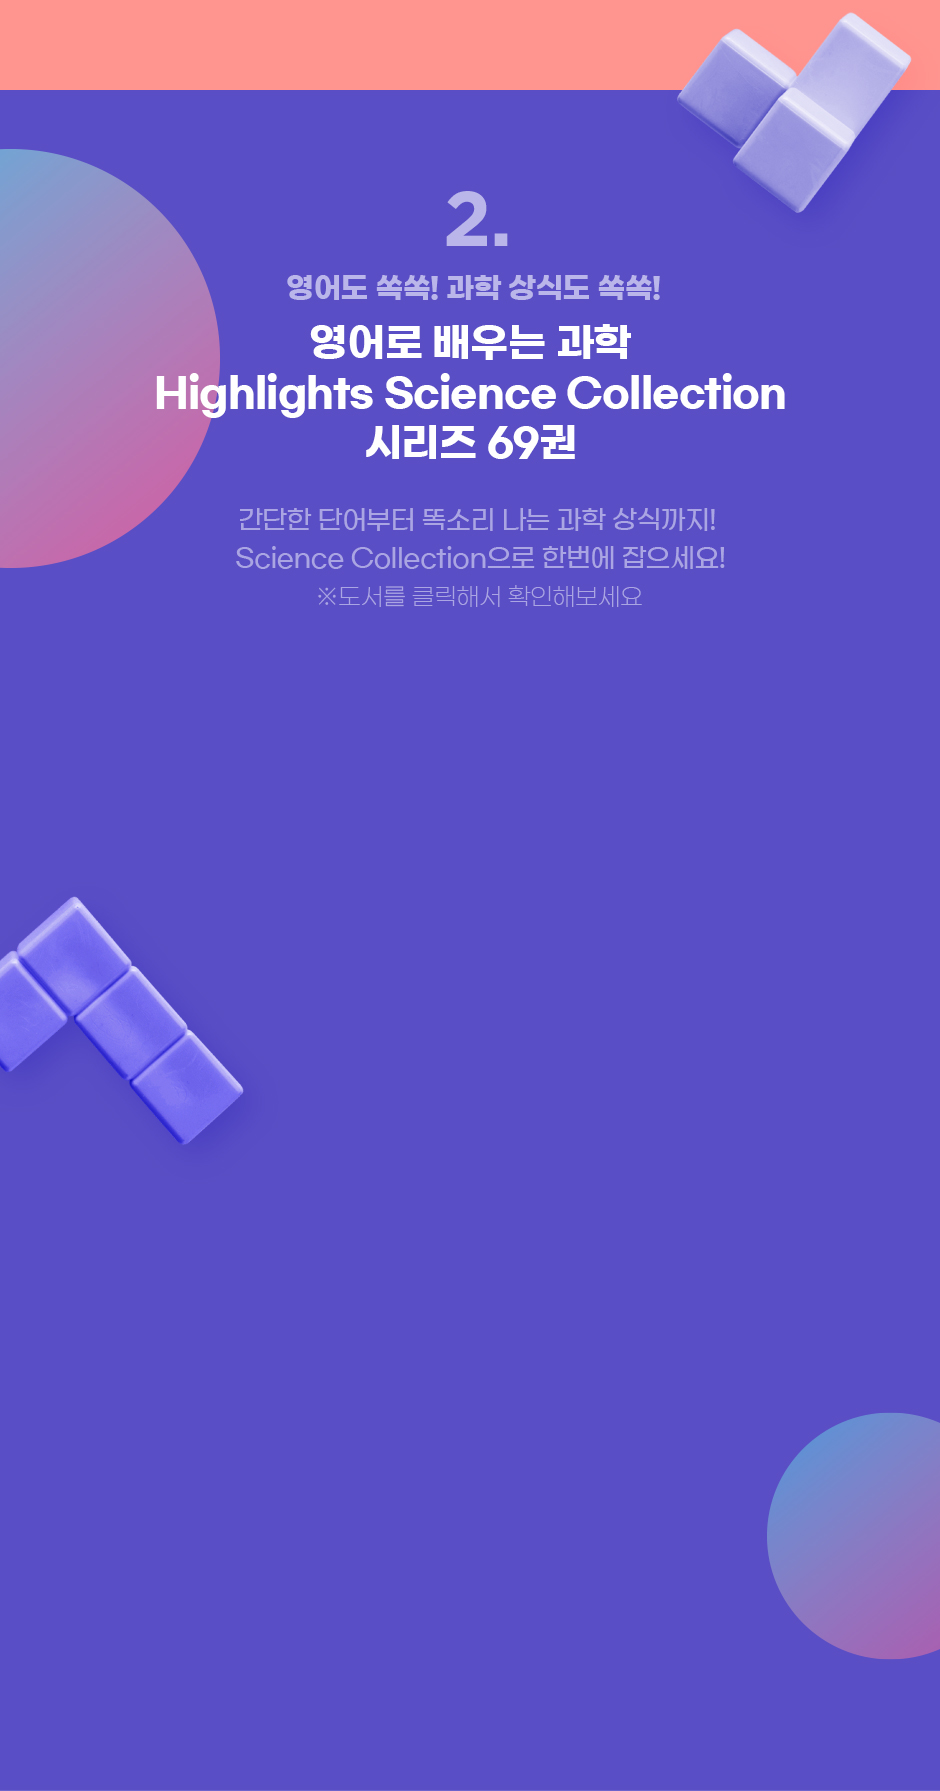 2.
영어도 쏙쏙! 과학 상식도 쏙쏙!
영어로 배우는 과학
Highlights Science Collection
시리즈 69권
간단한 단어부터 똑소리 나는 과학 상식까지!
Science Collection으로 한번에 잡으세요!
※도서를 클릭해서 확인해보세요